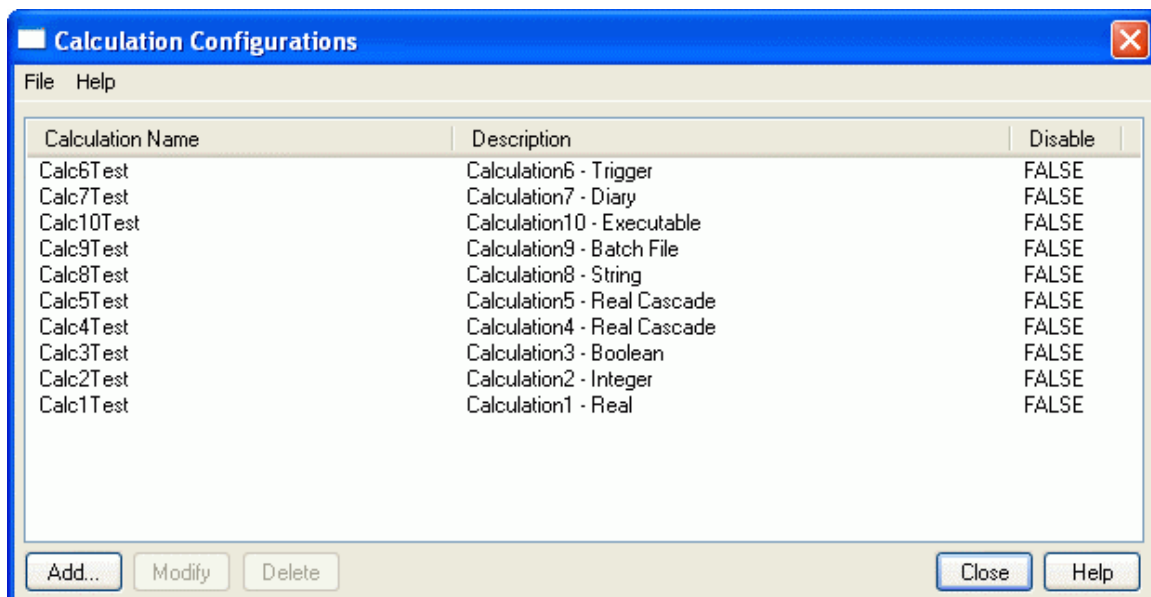 Calculation Configurations
File Help
Calculation Name Description Disable
Calc6Test Calculation6 - Trigger FALSE
Calc7Test Calculation7 - Diary FALSE
Calc10Test Calculation10 - Executable FALSE
Calc9Test Calculation9 - Batch File FALSE
Calc8Test Calculation8 - String FALSE
Calc5Test Calculation5 - Real Cascade FALSE
Calc4Test Calculation4 - Real Cascade FALSE
Calc3Test Calculation3 - Boolean FALSE
Calc2Test Calculation2 - Integer FALSE
Calc1Test Calculation1 - Real FALSE
Add... Modify Delete Close Help